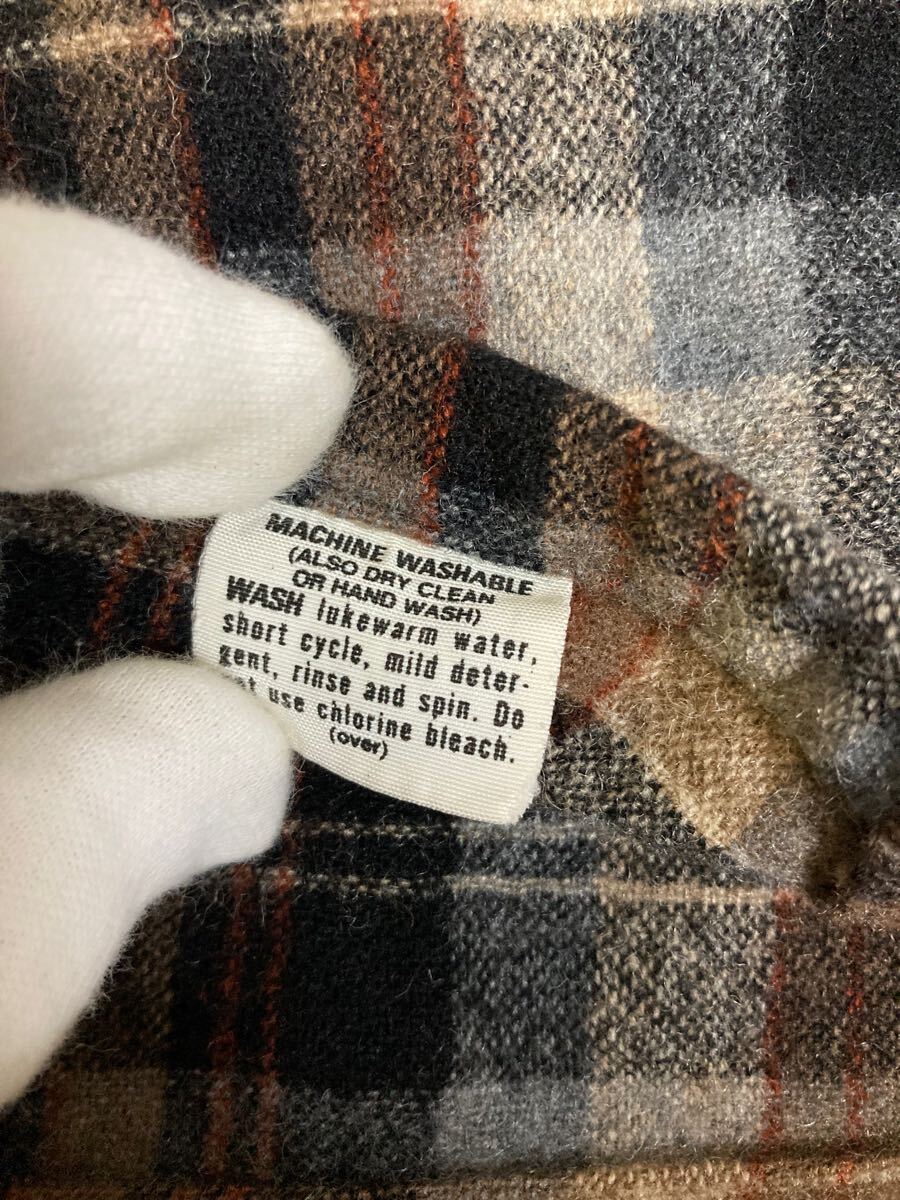 MACHINE WASHABLE
(ALSO DRY CLEAN
OR HAND WASH)
WASH lukewarm water,
short cycle, mild deter-
gent, rinse and spin. Do
use chlorine bleach.
(over)